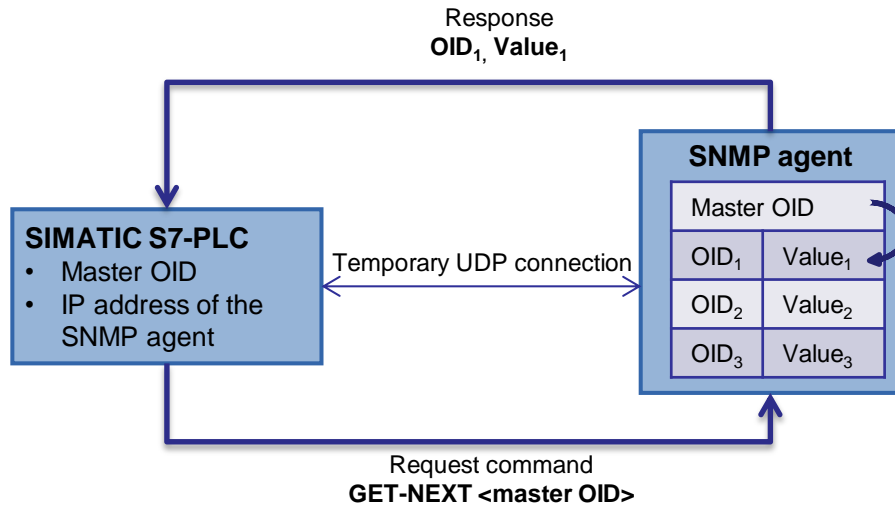 Response
OID1, Value1
SNMP agent
Master OID
OID1 Value1
OID2 Value2
OID3 Value3
SIMATIC S7-PLC
• Master OID
• IP address of the
SNMP agent
Temporary UDP connection
Request command
GET-NEXT <master OID>